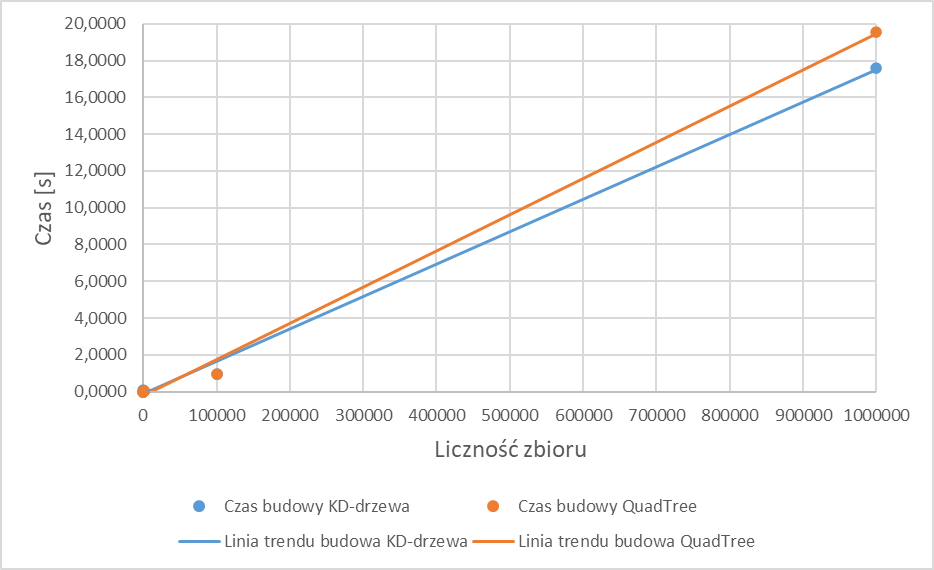 20,0000
18,0000
16,0000
14,0000
12,0000
10,0000
8,0000
6,0000
4,0000
2,0000
0,0000
Czas [s]
0 100000 200000 300000 400000 500000 600000 700000 800000 900000 1000000
Liczność zbioru
Czas budowy KD-drzewa Czas budowy QuadTree
Linia trendu budowa KD-drzewa Linia trendu budowa QuadTree